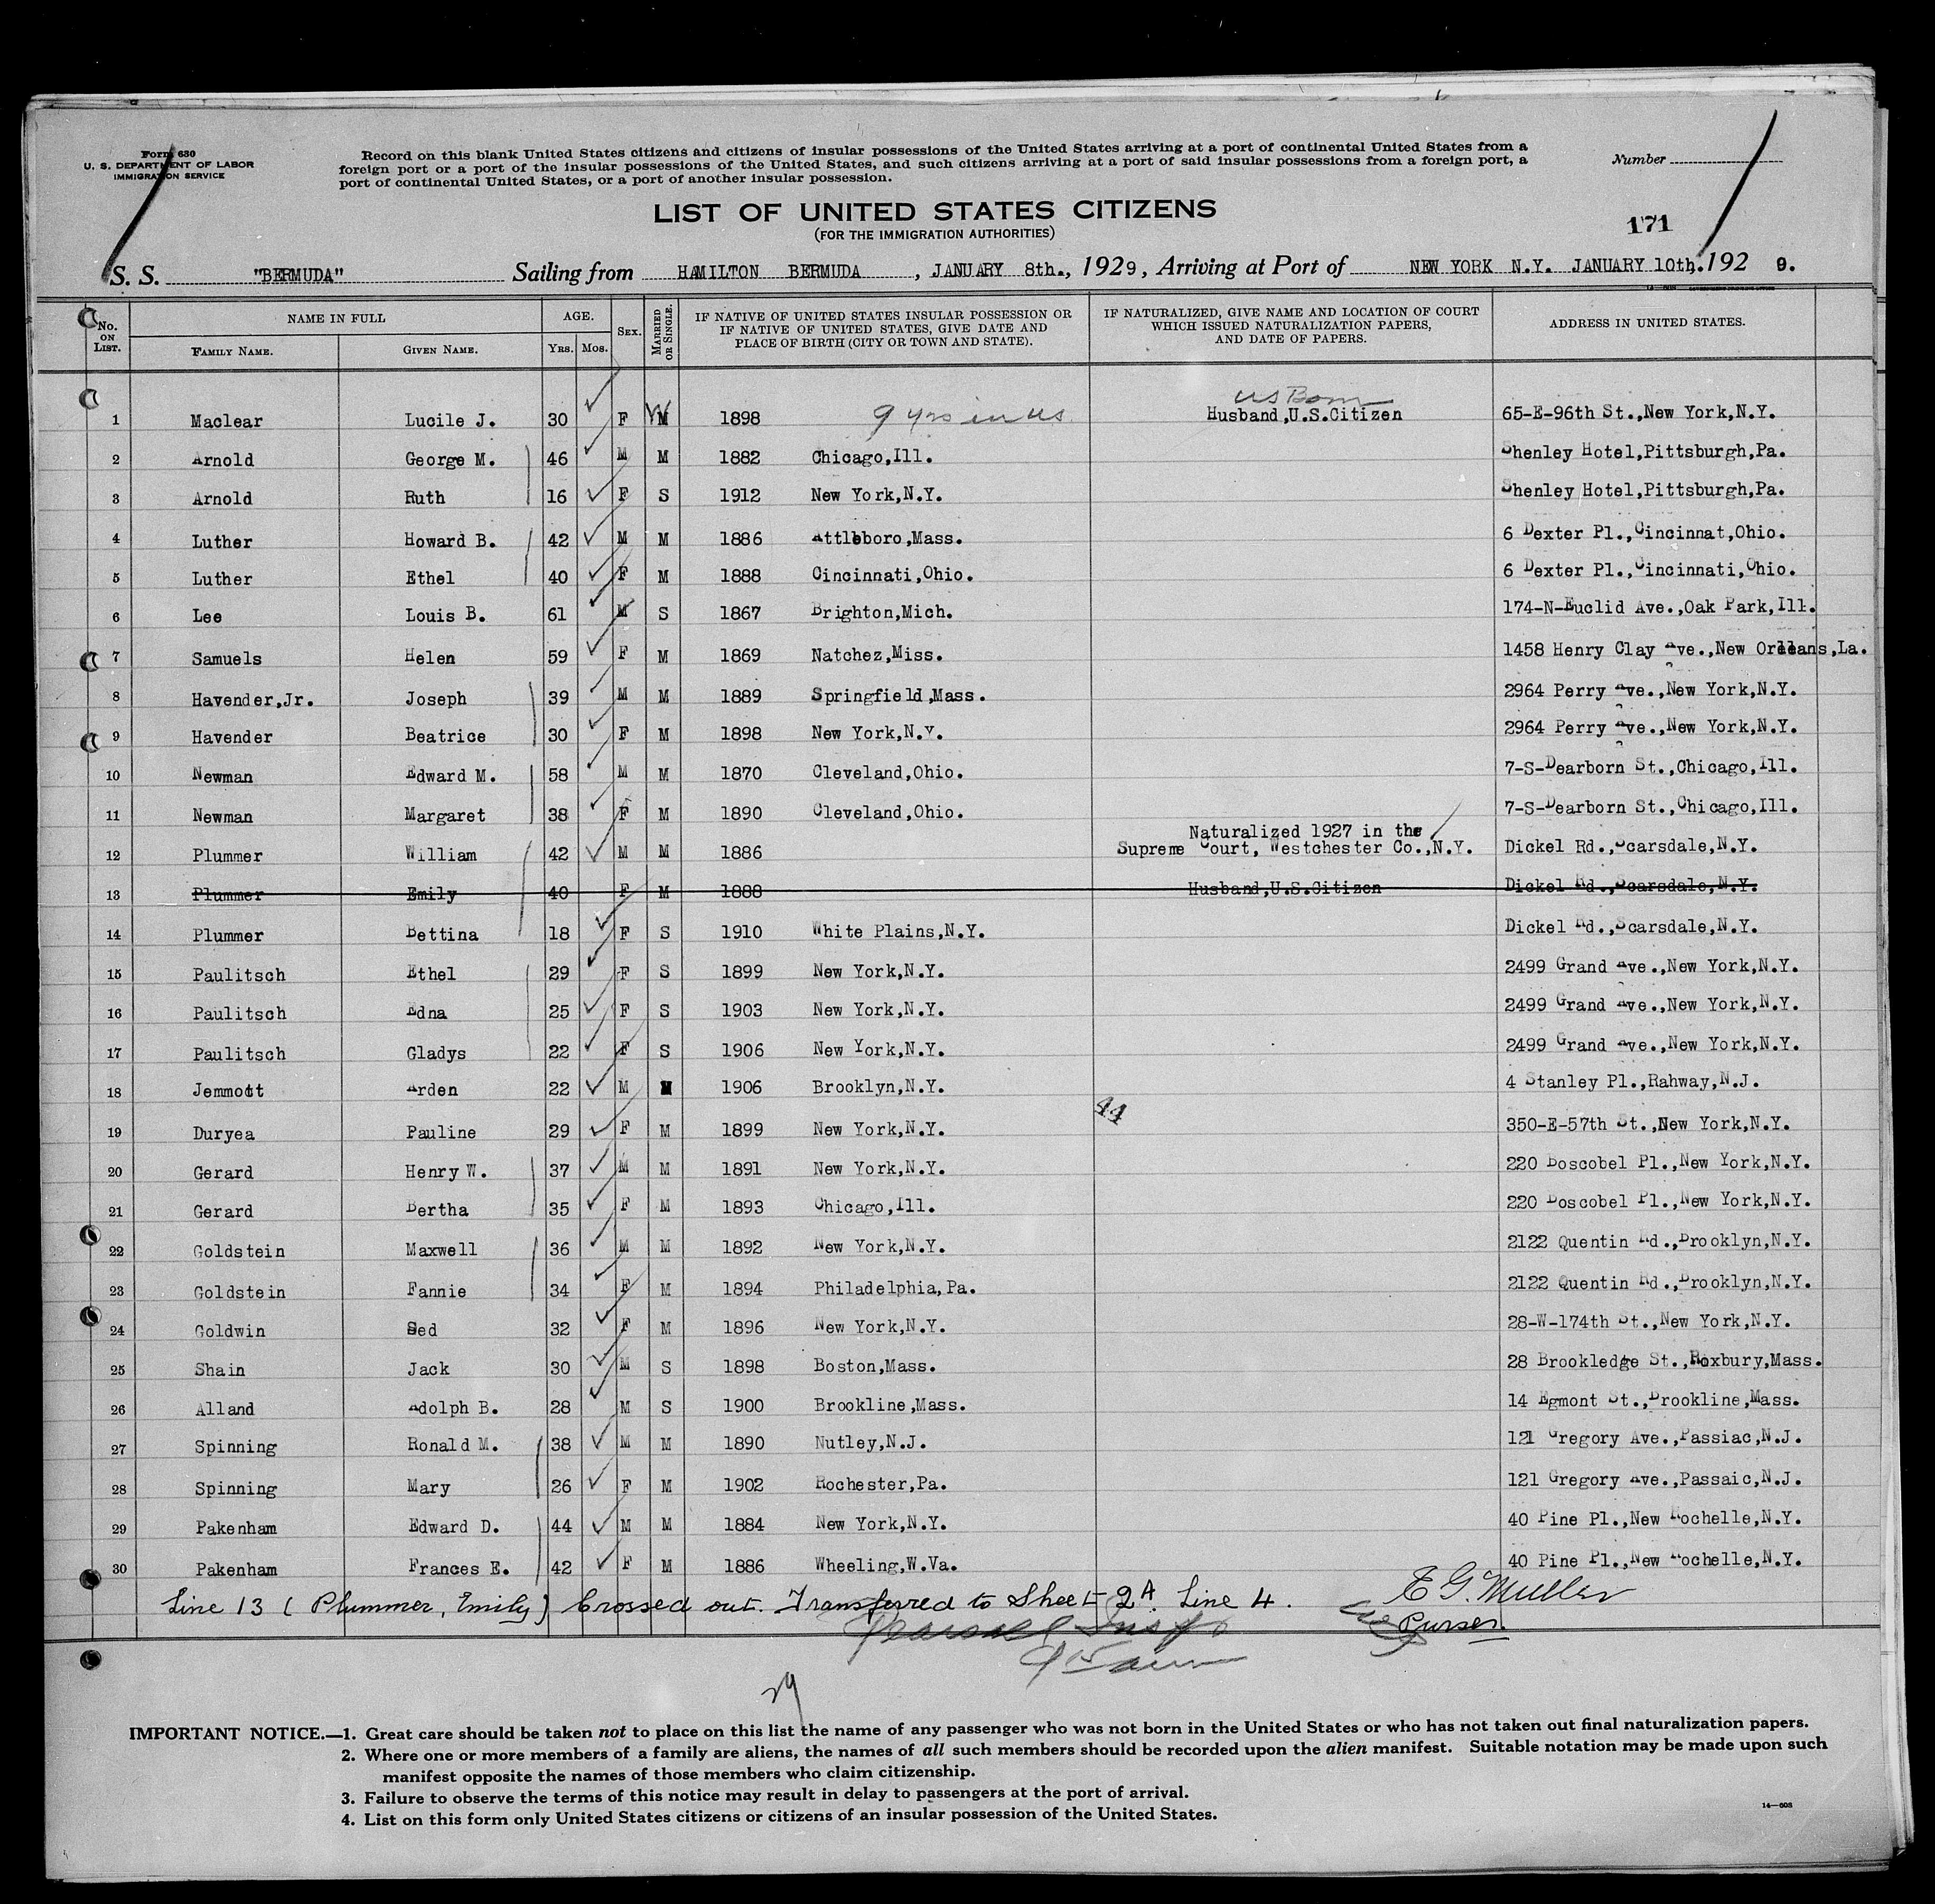 Form 630
U. S. DEPARTMENT OF LABOR
IMMIGRATION SERVICE
Record on this blank United States citizens and citizens of insular possessions of the United States arriving at a port of continental United States from a
foreign port or a port of the insular possessions of the United States, and such citizens arriving at a port of said insular possessions from a foreign port, a
port of continental United States, or a port of another insular possession.
Number
LIST OF UNITED STATES CITIZENS
(FOR THE IMMIGRATION AUTHORITIES)
171
S. S. "BERMUDA" Sailing from HAMILTON BERMUDA, JANUARY 8th., 1929, Arriving at Port of NEW YORK N.Y. JANUARY 10th. 192 9.
No. ON LIST. NAME IN FULL FAMILY NAME. GIVEN NAME. AGE. YRS. MOS. SEX. MARRIED OR SINGLE. IF NATIVE OF UNITED STATES INSULAR POSSESSION OR IF NATIVE OF UNITED STATES, GIVE DATE AND PLACE OF BIRTH (CITY OR TOWN AND STATE). IF NATURALIZED, GIVE NAME AND LOCATION OF COURT WHICH ISSUED NATURALIZATION PAPERS, AND DATE OF PAPERS. ADDRESS IN UNITED STATES.
US Born
1 Maclear Lucile J. 30 F M 1898 9 yrs in US. Husband,U.S.Citizen 65-E-96th St.,New York,N.Y.
2 Arnold George M. 46 M M 1882 Chicago,Ill. Shenley Hotel,Pittsburgh,Pa.
3 Arnold Ruth 16 F S 1912 New York,N.Y. Shenley Hotel,Pittsburgh,Pa.
4 Luther Howard B. 42 M M 1886 Attleboro,Mass. 6 Dexter Pl.,Cincinnat,Ohio.
5 Luther Ethel 40 F M 1888 Cincinnati,Ohio. 6 Dexter Pl.,Cincinnati,Ohio.
6 Lee Louis B. 61 M S 1867 Brighton,Mich. 174-N-Euclid Ave.,Oak Park,Ill.
7 Samuels Helen 59 F M 1869 Natchez,Miss. 1458 Henry Clay Ave.,New Orleans,La.
8 Havender,Jr. Joseph 39 M M 1889 Springfield,Mass. 2964 Perry Ave.,New York,N.Y.
9 Havender Beatrice 30 F M 1898 New York,N.Y. 2964 Perry Ave.,New York,N.Y.
10 Newman Edward M. 58 M M 1870 Cleveland,Ohio. 7-S-Dearborn St.,Chicago,Ill.
11 Newman Margaret 38 F M 1890 Cleveland,Ohio. 7-S-Dearborn St.,Chicago,Ill.
Naturalized 1927 in the
12 Plummer William 42 M M 1886 Supreme Court, Westchester Co.,N.Y. Dickel Rd.,Scarsdale,N.Y.
13 Plummer Emily 40 F M 1888 Husband,U.S.Citizen Dickel Rd.,Scarsdale,N.Y.
14 Plummer Bettina 18 F S 1910 White Plains,N.Y. Dickel Rd.,Scarsdale,N.Y.
15 Paulitsch Ethel 29 F S 1899 New York,N.Y. 2499 Grand Ave.,New York,N.Y.
16 Paulitsch Edna 25 F S 1903 New York,N.Y. 2499 Grand Ave.,New York,N.Y.
17 Paulitsch Gladys 22 F S 1906 New York,N.Y. 2499 Grand Ave.,New York,N.Y.
18 Jemmott Arden 22 M M 1906 Brooklyn,N.Y. 4 Stanley Pl.,Rahway,N.J.
44
19 Duryea Pauline 29 F M 1899 New York,N.Y. 350-E-57th St.,New York,N.Y.
20 Gerard Henry W. 37 M M 1891 New York,N.Y. 220 Boscobel Pl.,New York,N.Y.
21 Gerard Bertha 35 F M 1893 Chicago,Ill. 220 Boscobel Pl.,New York,N.Y.
22 Goldstein Maxwell 36 M M 1892 New York,N.Y. 2122 Quentin Rd.,Brooklyn,N.Y.
23 Goldstein Fannie 34 F M 1894 Philadelphia,Pa. 2122 Quentin Rd.,Brooklyn,N.Y.
24 Goldwin Sed 32 F M 1896 New York,N.Y. 28-W-174th St.,New York,N.Y.
25 Shain Jack 30 M S 1898 Boston,Mass. 28 Brookledge St.,Roxbury,Mass.
26 Alland Adolph B. 28 M S 1900 Brookline,Mass. 14 Egmont St.,Brookline,Mass.
27 Spinning Ronald M. 38 M M 1890 Nutley,N.J. 121 Gregory Ave.,Passiac,N.J.
28 Spinning Mary 26 F M 1902 Rochester,Pa. 121 Gregory Ave.,Passaic,N.J.
29 Pakenham Edward D. 44 M M 1884 New York,N.Y. 40 Pine Pl.,New Rochelle,N.Y.
30 Pakenham Frances E. 42 F M 1886 Wheeling,W.Va. 40 Pine Pl.,New Rochelle,N.Y.
Line 13 (Plummer, Emily) Crossed out. Transferred to Sheet 2A. Line 4. E G. Muller
Purser.
29
IMPORTANT NOTICE.—1. Great care should be taken not to place on this list the name of any passenger who was not born in the United States or who has not taken out final naturalization papers.
2. Where one or more members of a family are aliens, the names of all such members should be recorded upon the alien manifest. Suitable notation may be made upon such
manifest opposite the names of those members who claim citizenship.
3. Failure to observe the terms of this notice may result in delay to passengers at the port of arrival.
4. List on this form only United States citizens or citizens of an insular possession of the United States.
14—603